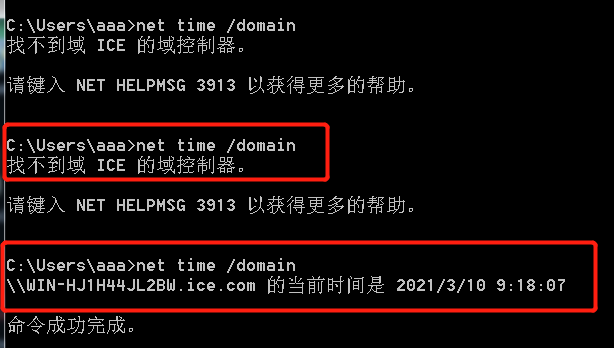 C:\Users\aaa>net time /domain
找不到域 ICE 的域控制器。
请键入 NET HELPMSG 3913 以获得更多的帮助。
C:\Users\aaa>net time /domain
找不到域 ICE 的域控制器。
请键入 NET HELPMSG 3913 以获得更多的帮助。
C:\Users\aaa>net time /domain
\\WIN-HJ1H44JL2BW.ice.com 的当前时间是 2021/3/10 9:18:07
命令成功完成。